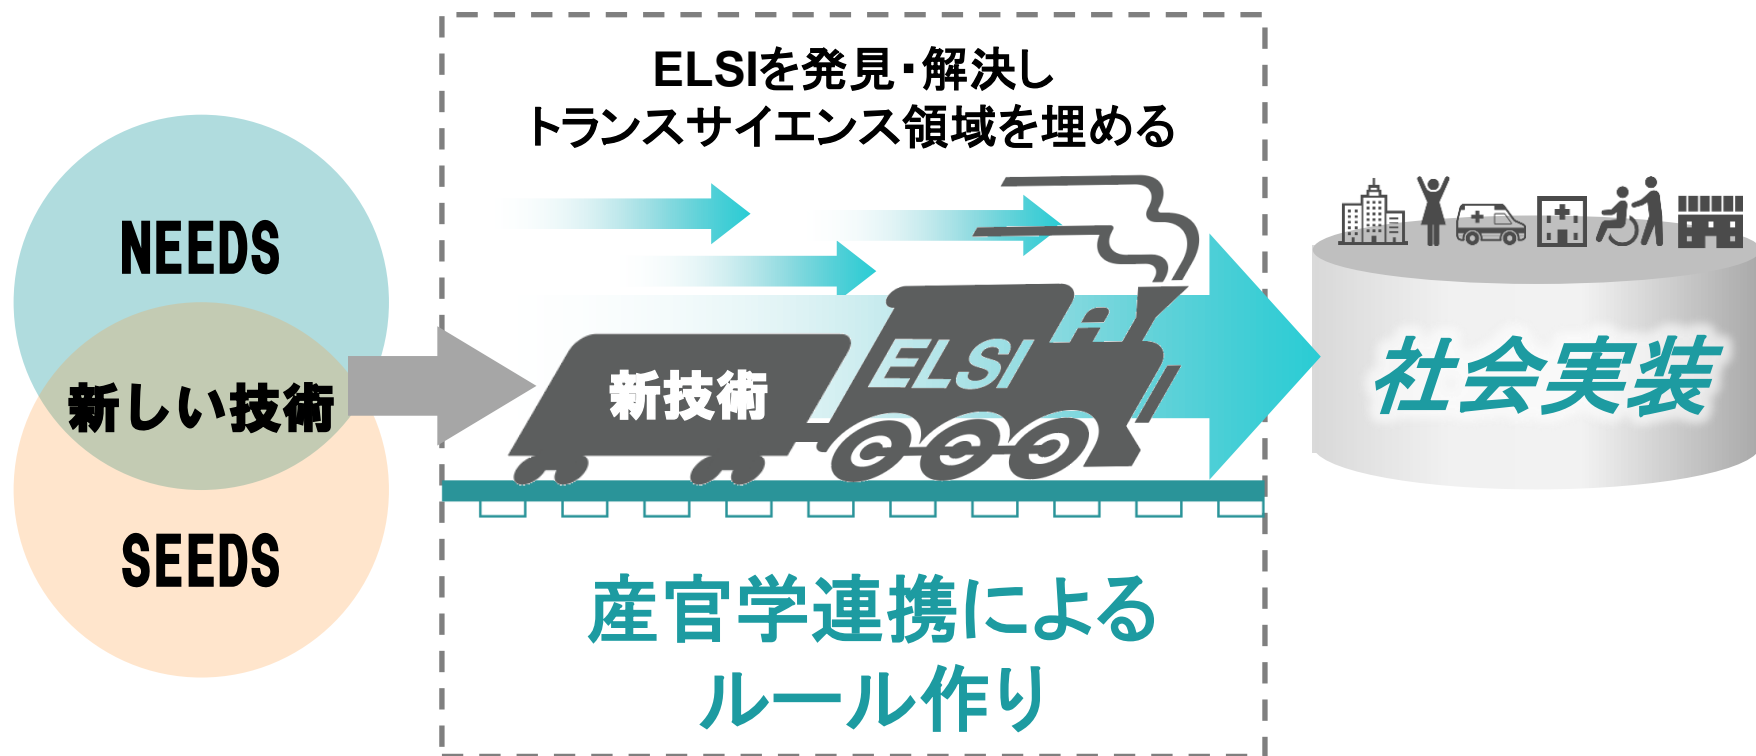 NEEDS
新しい技術
SEEDS
ELSIを発見・解決し
トランスサイエンス領域を埋める
新技術
ELSI
産官学連携による
ルール作り
社会実装